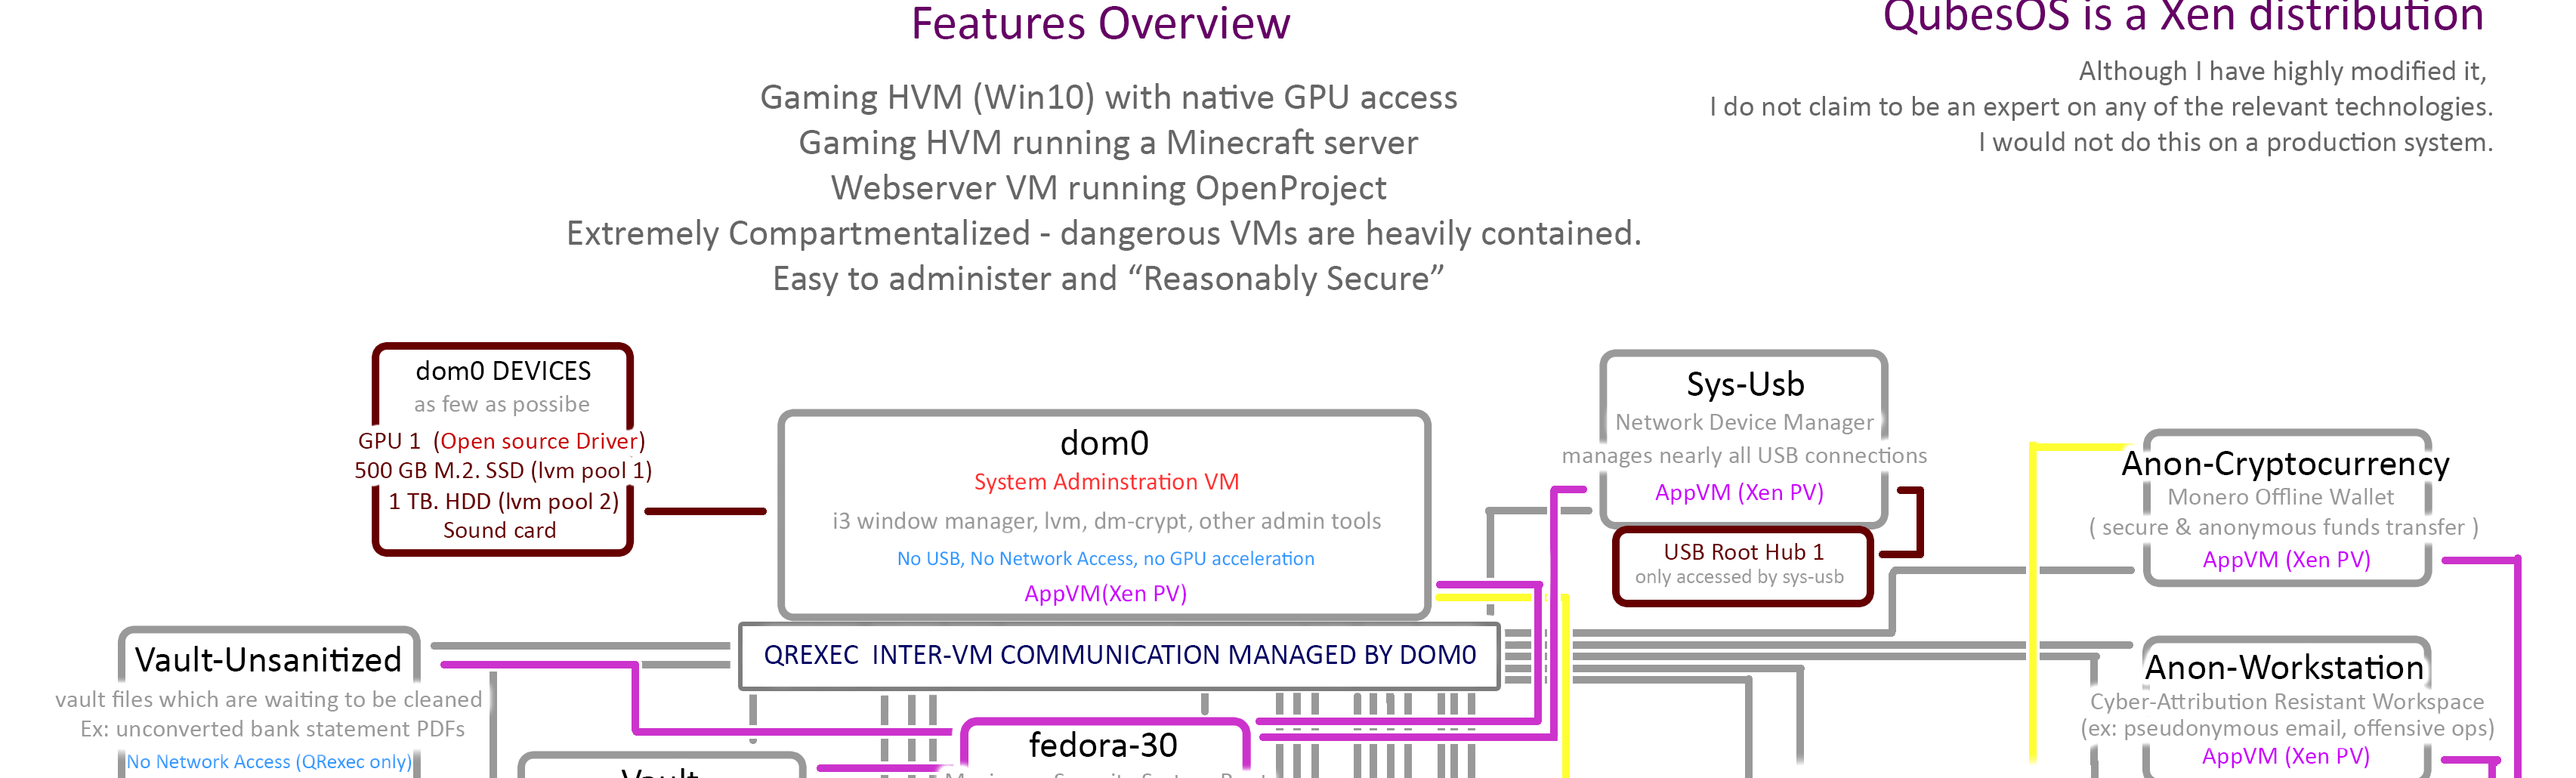 Features Overview
Gaming HVM (Win10) with native GPU access
Gaming HVM running a Minecraft server
Webserver VM running OpenProject
Extremely Compartmentalized - dangerous VMs are heavily contained.
Easy to administer and “Reasonably Secure”
QubesOS is a Xen distribution
Although I have highly modified it,
I do not claim to be an expert on any of the relevant technologies.
I would not do this on a production system.
dom0 DEVICES
as few as possibe
GPU 1 (Open source Driver)
500 GB M.2. SSD (lvm pool 1)
1 TB. HDD (lvm pool 2)
Sound card
dom0
System Adminstration VM
i3 window manager, lvm, dm-crypt, other admin tools
No USB, No Network Access, no GPU acceleration
AppVM(Xen PV)
Sys-Usb
Network Device Manager
manages nearly all USB connections
AppVM (Xen PV)
USB Root Hub 1
only accessed by sys-usb
Anon-Cryptocurrency
Monero Offline Wallet
( secure & anonymous funds transfer )
AppVM (Xen PV)
QREXEC INTER-VM COMMUNICATION MANAGED BY DOM0
Vault-Unsanitized
vault files which are waiting to be cleaned
Ex: unconverted bank statement PDFs
No Network Access (QRexec only)
Anon-Workstation
Cyber-Attribution Resistant Workspace
(ex: pseudonymous email, offensive ops)
AppVM (Xen PV)
fedora-30
Vault